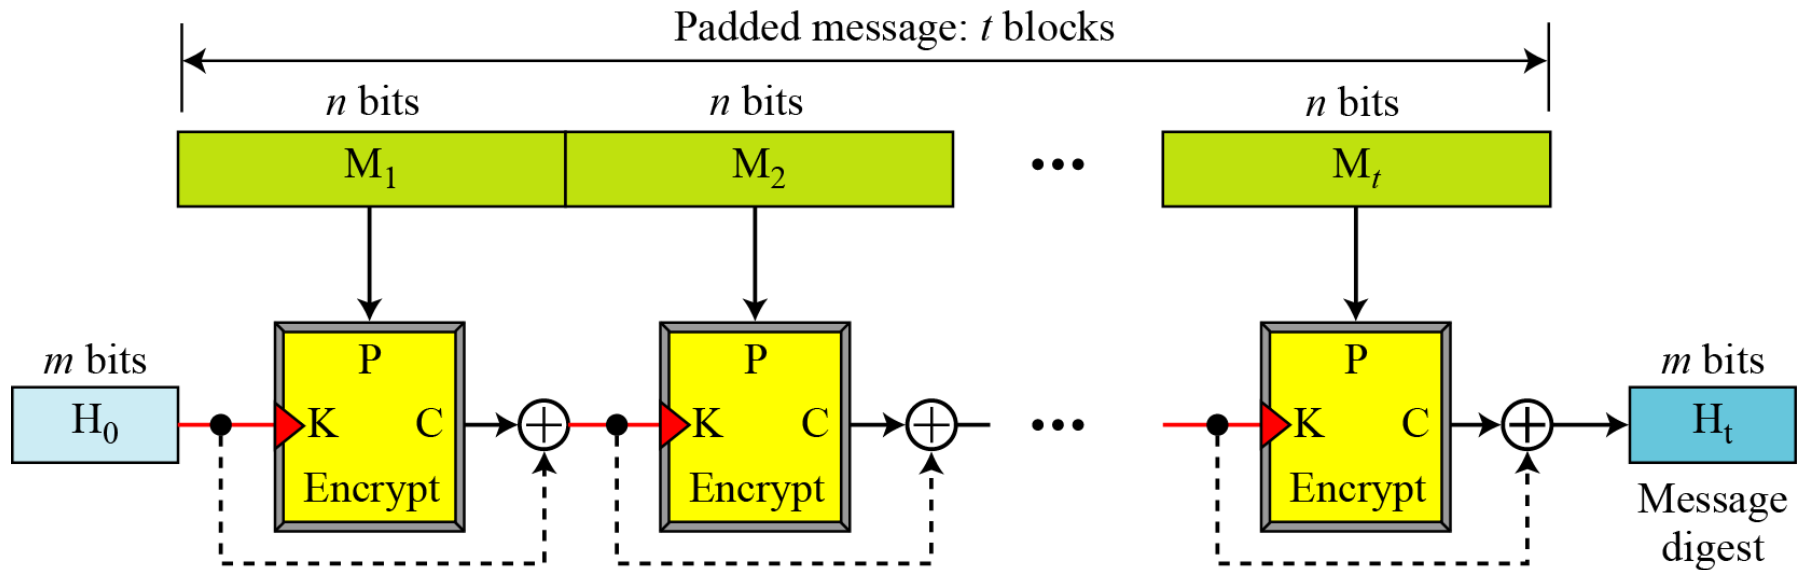 Padded message: t blocks
n bits n bits n bits
M1 M2 ... Mt
m bits P P P m bits
H0 K C K C ... K C Ht
Encrypt Encrypt Encrypt Message
digest